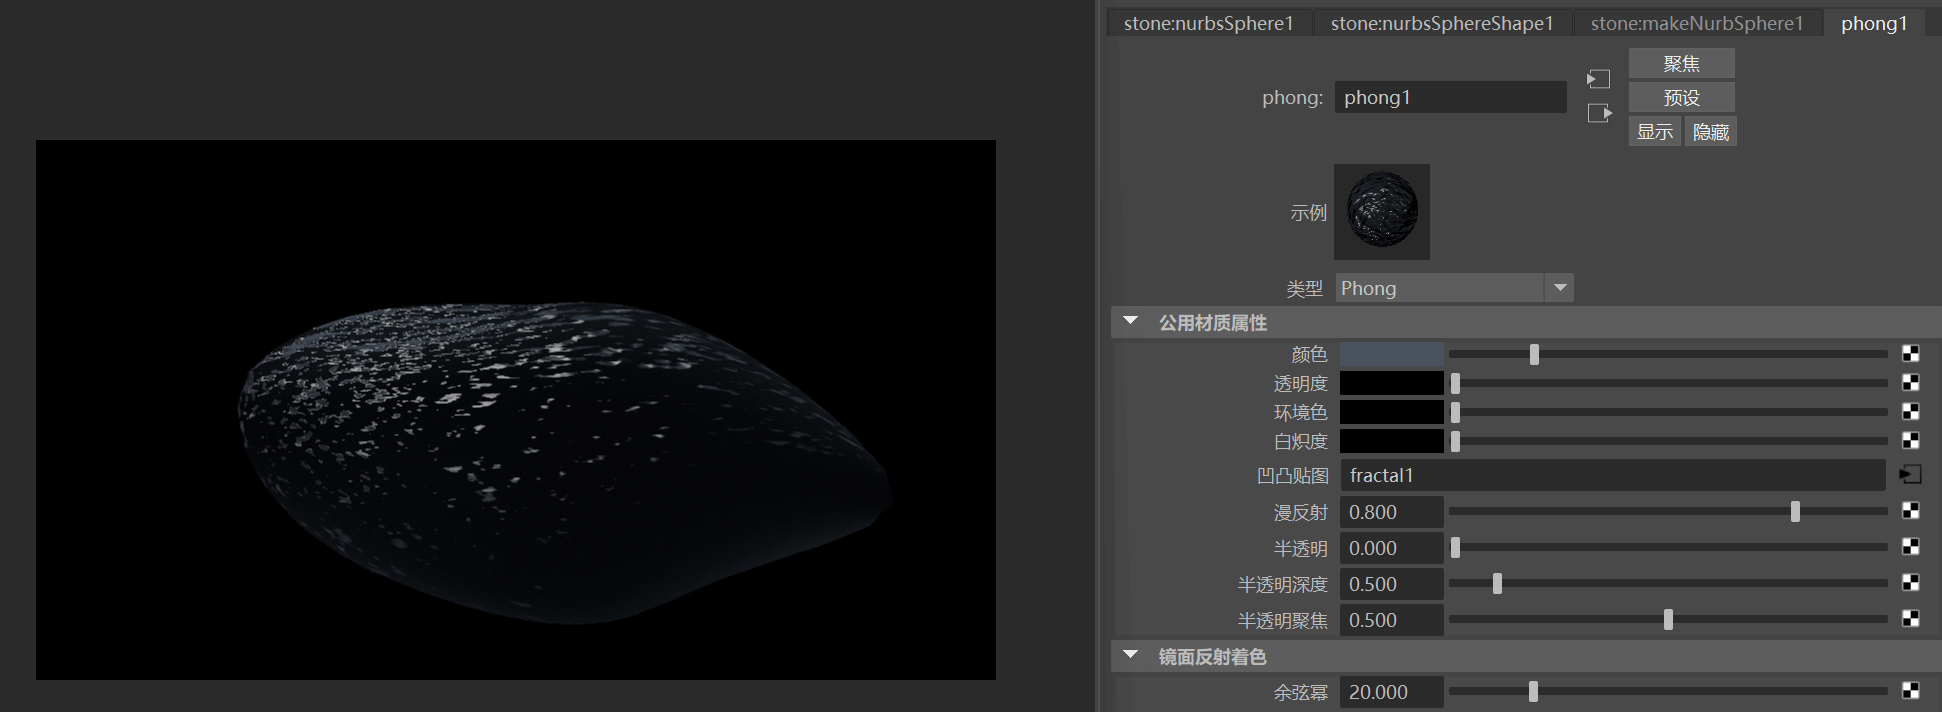 stone:nurbsSphere1 stone:nurbsSphereShape1 stone:makeNurbSphere1 phong1
聚焦
phong: phong1
预设
显示 隐藏
示例
类型 Phong
公用材质属性
颜色
透明度
环境色
白炽度
凹凸贴图 fractal1
漫反射 0.800
半透明 0.000
半透明深度 0.500
半透明聚焦 0.500
镜面反射着色
余弦幂 20.000